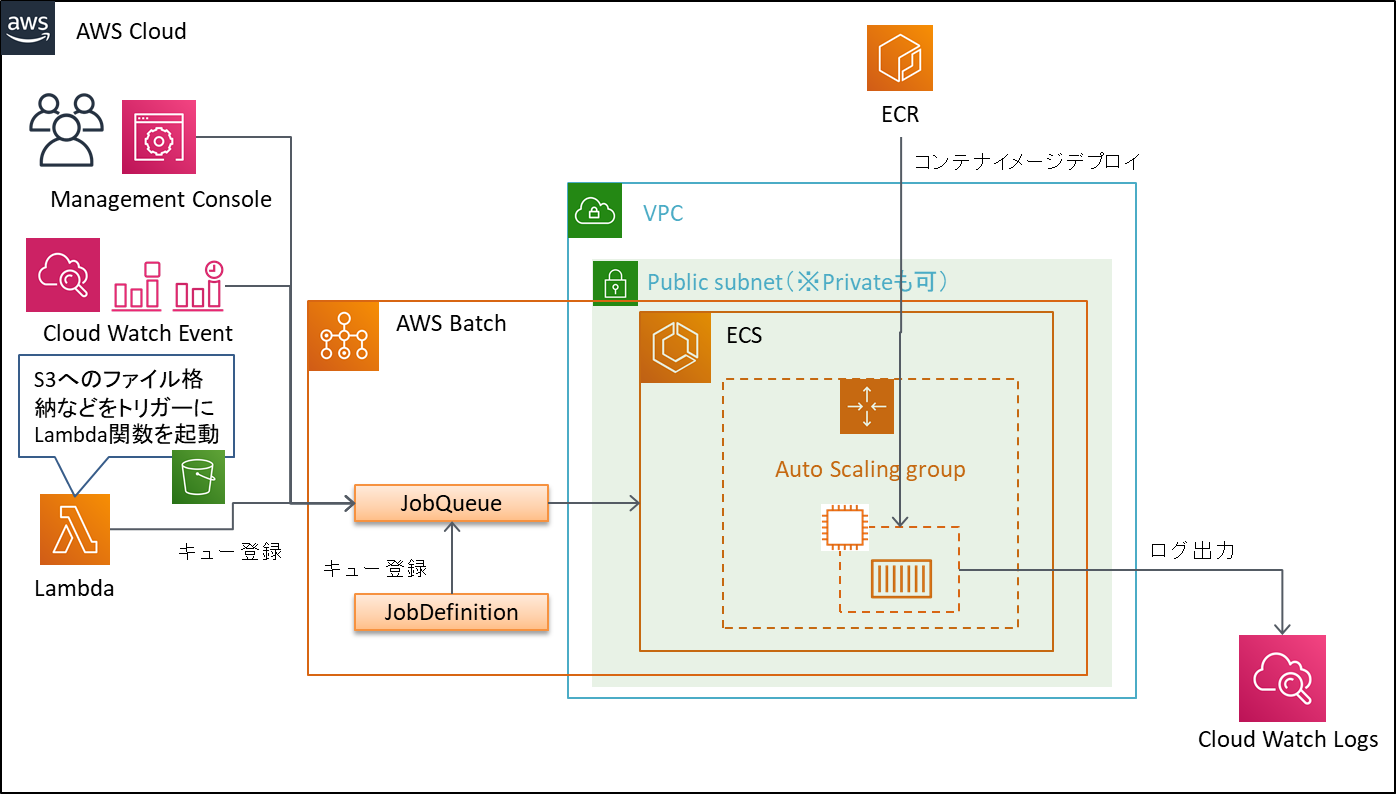 aws
AWS Cloud
ECR
コンテナイメージデプロイ
Management Console
VPC
Public subnet(※Privateも可)
Cloud Watch Event
AWS Batch
ECS
S3へのファイル格
納などをトリガーに
Lambda関数を起動
Auto Scaling group
JobQueue
キュー登録
キュー登録
ログ出力
Lambda
JobDefinition
Cloud Watch Logs